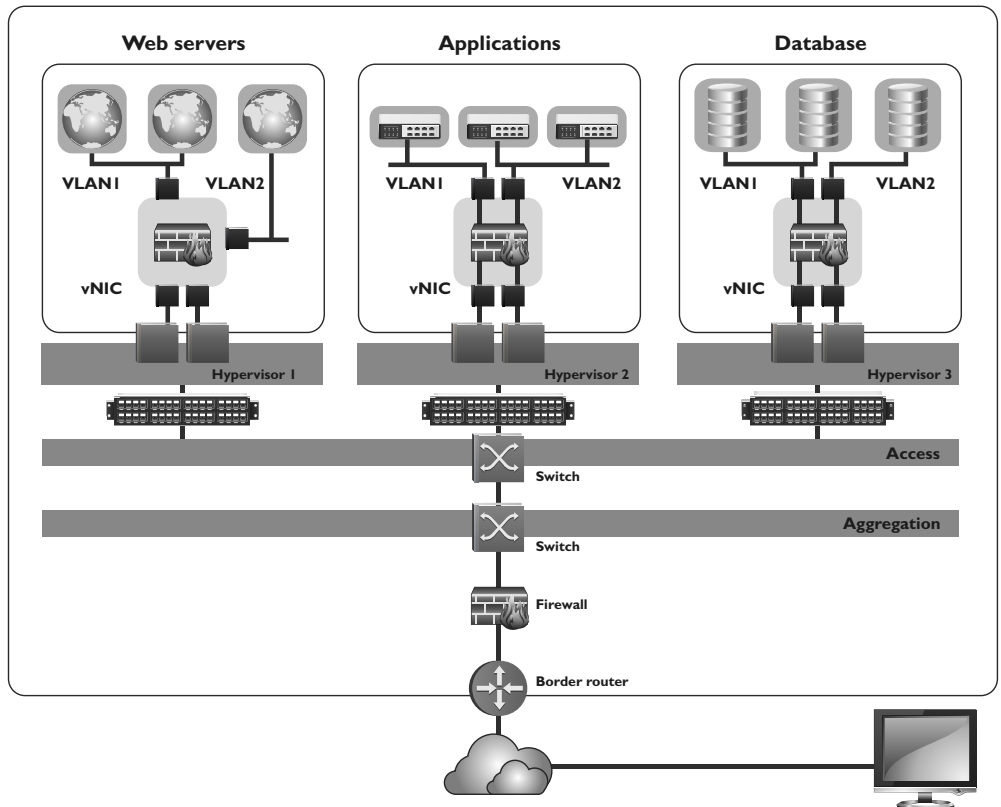 Web servers
Applications
Database
VLAN1
VLAN2
VLAN1
VLAN2
VLAN1
VLAN2
vNIC
vNIC
vNIC
Hypervisor 1
Hypervisor 2
Hypervisor 3
Access
Switch
Aggregation
Switch
Firewall
Border router